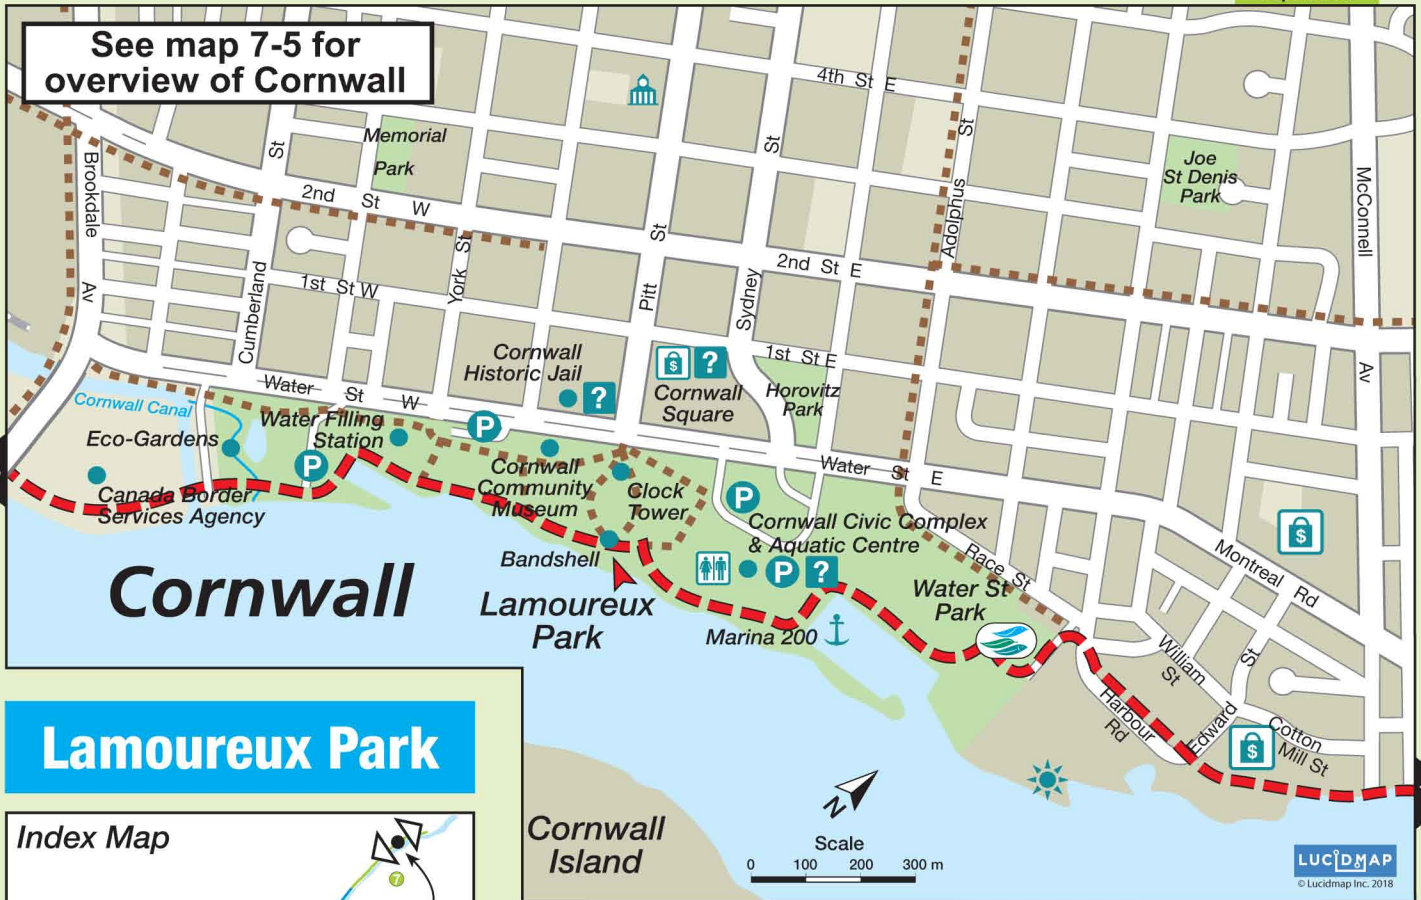 See map 7-5 for
overview of Cornwall
4th St E
Memorial
Park
St
St
St
Joe
St Denis
Park
Brookdale
Av
McConnell
Av
2nd St W
Adolphus
St
York St
2nd St E
1st St W
Cumberland
Pitt
Sydney
Cornwall
Historic Jail
?
$
?
Cornwall
Square
1st St E
Horovitz
Park
Water St W
Cornwall Canal
Water Filling
Station
P
Eco-Gardens
P
Canada Border
Services Agency
Cornwall
Community
Museum
Clock
Tower
P
Water St E
Cornwall Civic Complex
& Aquatic Centre
P
?
Bandshell
Race St
Montreal Rd
$
Water St
Park
Cornwall
Lamoureux
Park
Marina 200
William
St
St
Edward
Harbour
Rd
Cotton
Mill St
$
Lamoureux Park
Index Map
7
Cornwall
Island
N
Scale
0 100 200 300 m
LUCIDMAP
© Lucidmap Inc. 2018